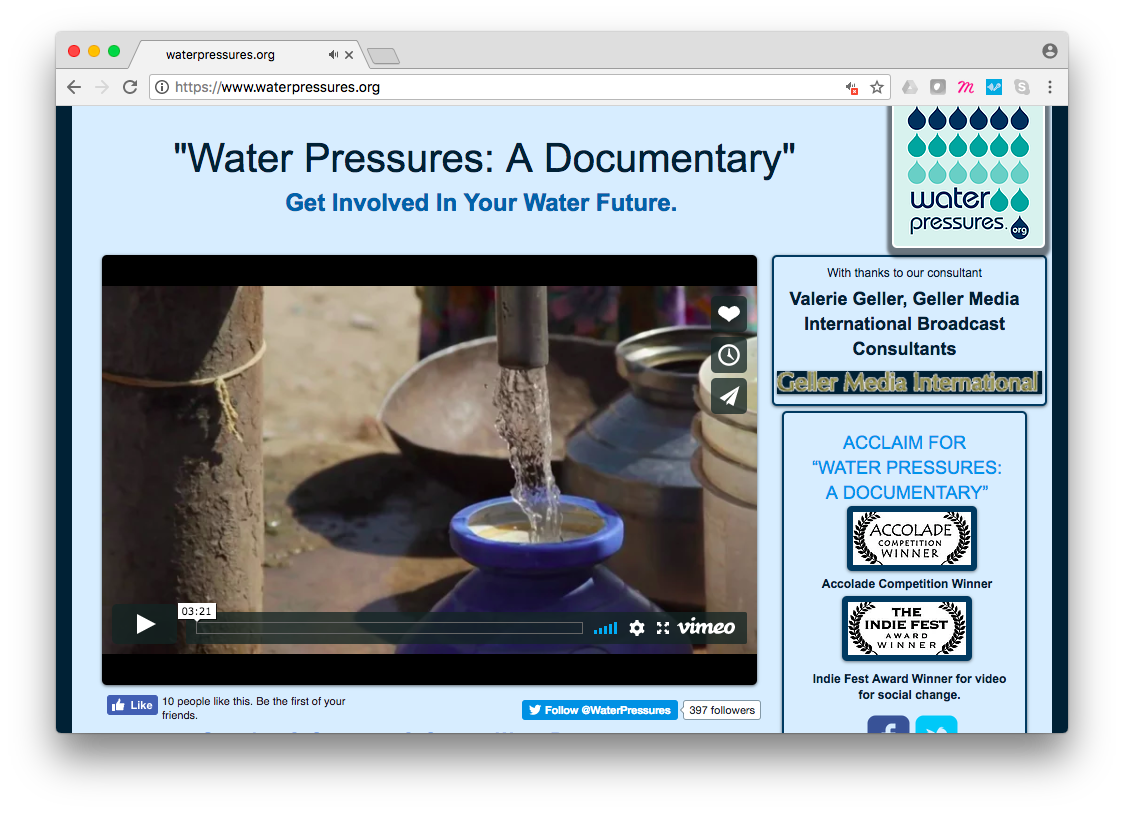 waterpressures.org
https://www.waterpressures.org
"Water Pressures: A Documentary"
Get Involved In Your Water Future.
water
pressures.
org
With thanks to our consultant
Valerie Geller, Geller Media
International Broadcast
Consultants
Geller Media International
03:21
vimeo
ACCLAIM FOR
“WATER PRESSURES:
A DOCUMENTARY”
ACCOLADE
COMPETITION
WINNER
Accolade Competition Winner
THE
INDIE FEST
AWARD
WINNER
Indie Fest Award Winner for video
for social change.
Like
10 people like this. Be the first of your
friends.
Follow @WaterPressures
397 followers